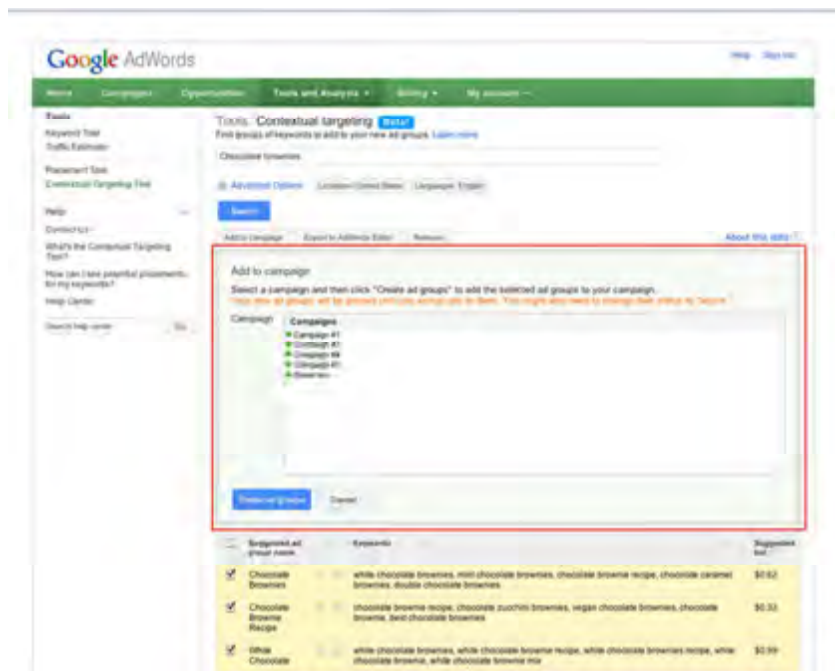 Google AdWords
Help Sign out
Home Campaigns Opportunities Tools and Analysis Billing My account
Tools
Keyword Tool
Traffic Estimator
Placement Tool
Contextual Targeting Tool
Help
Contact us
What's the Contextual Targeting
Tool?
How can I see potential placements
for my keywords?
Help Center
Search help center Go
Tools Contextual targeting Beta!
Find groups of keywords to add to your new ad groups. Learn more
Chocolate brownies
Advanced Options Location: United States Languages: English
Search
Add to campaign Export to AdWords Editor Remove
About this data
Add to campaign
Select a campaign and then click "Create ad groups" to add the selected ad groups to your campaign.
Campaign
Campaigns
Campaign #1
Create ad groups Cancel
Suggested ad
group name
Keywords
Suggested
bid
Chocolate
Brownies
white chocolate brownies, mint chocolate brownies, chocolate brownie recipe, chocolate caramel
brownies, double chocolate brownies
$0.62
Chocolate
Brownie
Recipe
chocolate brownie recipe, chocolate zucchini brownies, vegan chocolate brownies, chocolate
brownie, best chocolate brownies
White
Chocolate
white chocolate brownies, white chocolate brownie recipe, white chocolate brownies recipe, white
chocolate brownie, white chocolate brownie mix
$0.99